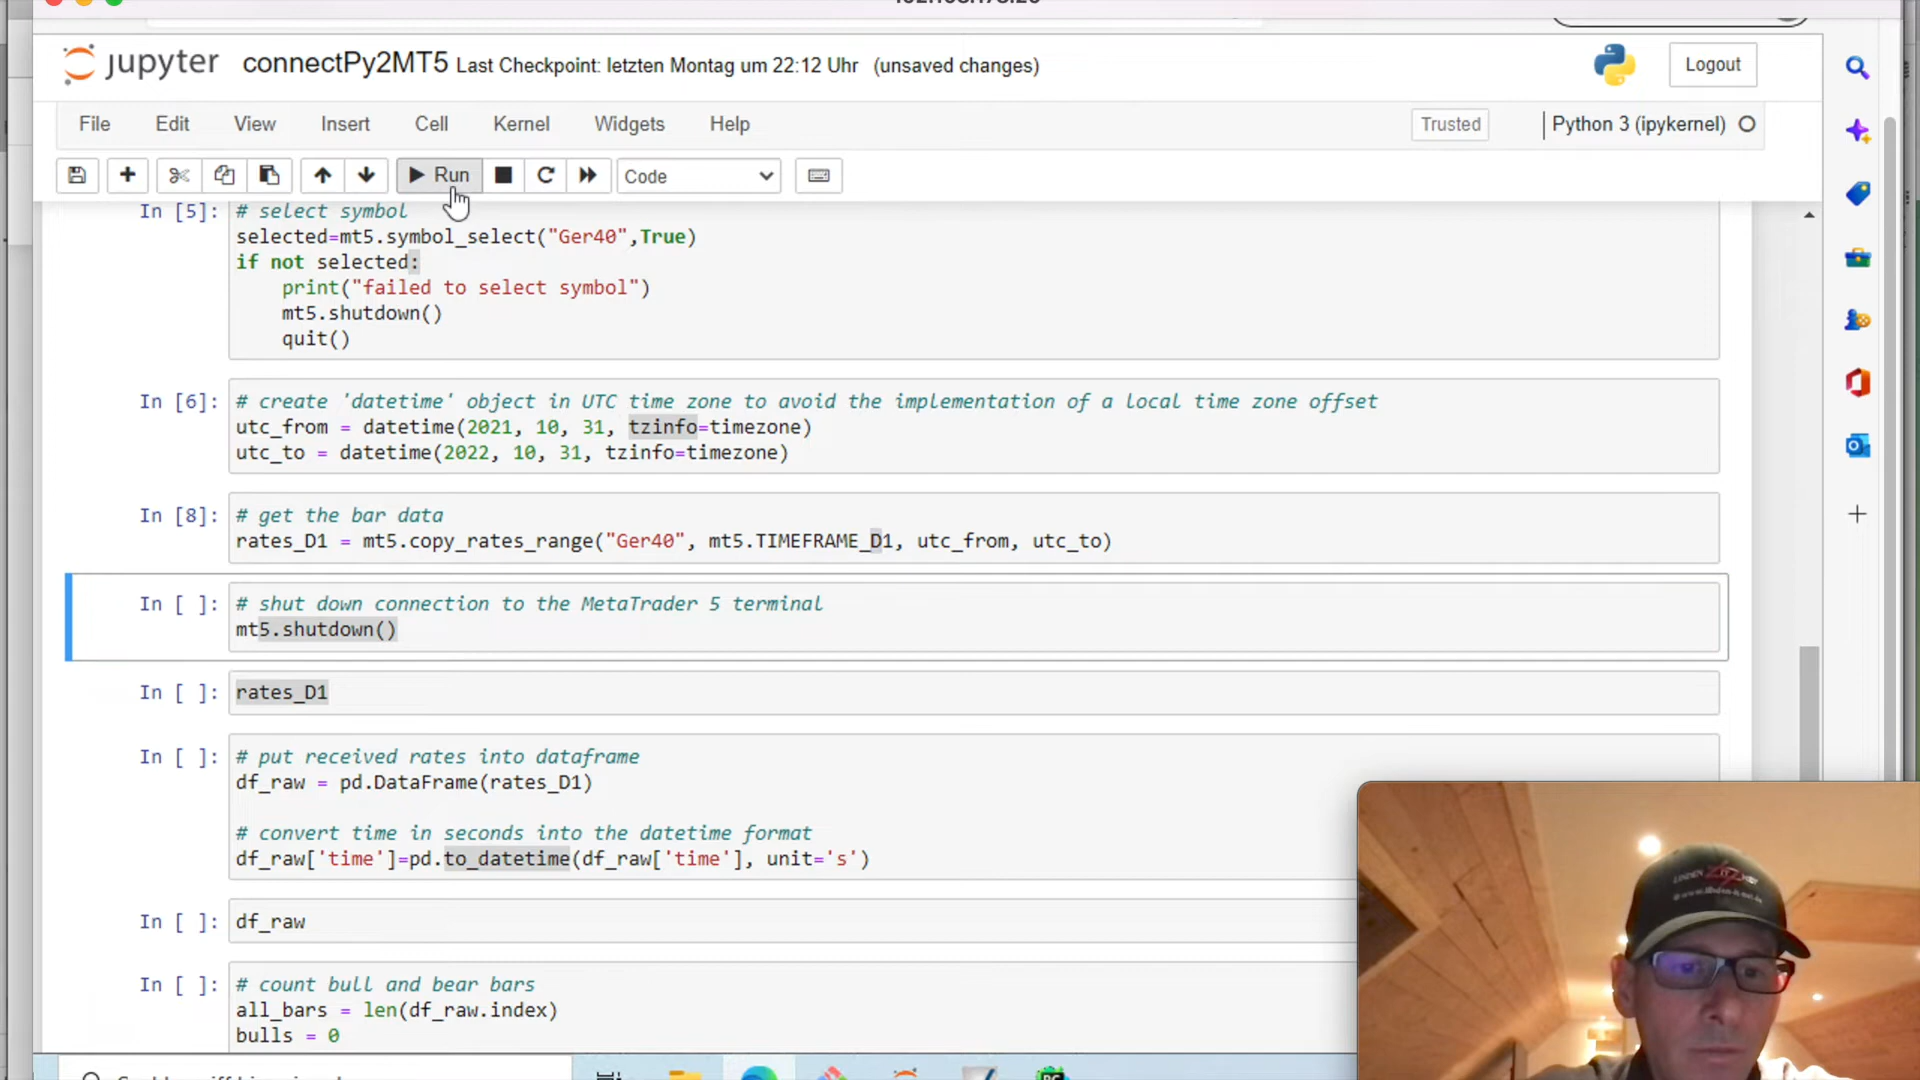 jupyter connectPy2MT5 Last Checkpoint: letzten Montag um 22:12 Uhr (unsaved changes)
Logout
File Edit View Insert Cell Kernel Widgets Help
Trusted
Python 3 (ipykernel)
Run
Code
In [5]: # select symbol
selected=mt5.symbol_select("Ger40",True)
if not selected:
print("failed to select symbol")
mt5.shutdown()
quit()
In [6]: # create 'datetime' object in UTC time zone to avoid the implementation of a local time zone offset
utc_from = datetime(2021, 10, 31, tzinfo=timezone)
utc_to = datetime(2022, 10, 31, tzinfo=timezone)
In [8]: # get the bar data
rates_D1 = mt5.copy_rates_range("Ger40", mt5.TIMEFRAME_D1, utc_from, utc_to)
In [ ]: # shut down connection to the MetaTrader 5 terminal
mt5.shutdown()
In [ ]: rates_D1
In [ ]: # put received rates into dataframe
df_raw = pd.DataFrame(rates_D1)
# convert time in seconds into the datetime format
df_raw['time']=pd.to_datetime(df_raw['time'], unit='s')
In [ ]: df_raw
In [ ]: # count bull and bear bars
all_bars = len(df_raw.index)
bulls = 0